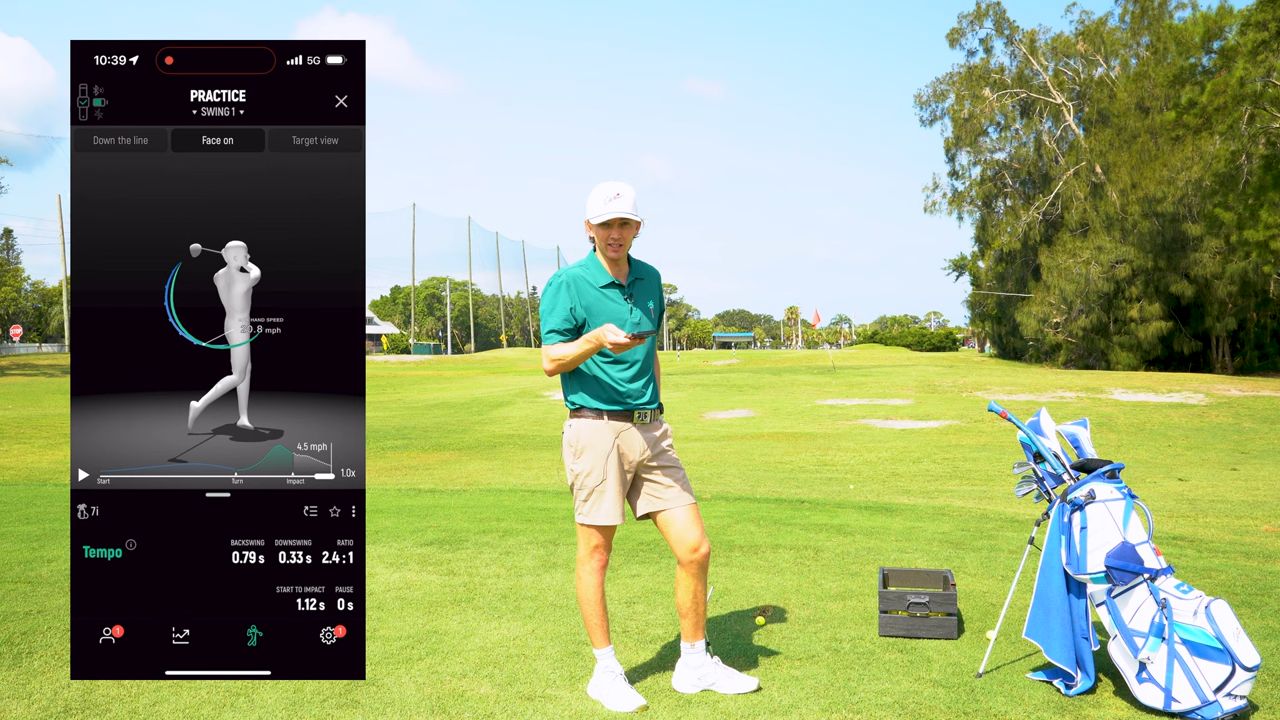 10:39
5G
PRACTICE
SWING 1
Down the line
Face on
Target view
HAND SPEED
20.8 mph
4.5 mph
1.0x
Start
Turn
Impact
7i
Tempo
BACKSWING DOWNSWING RATIO
0.79 s 0.33 s 2.4 : 1
START TO IMPACT PAUSE
1.12 s 0 s
1
1
STOP